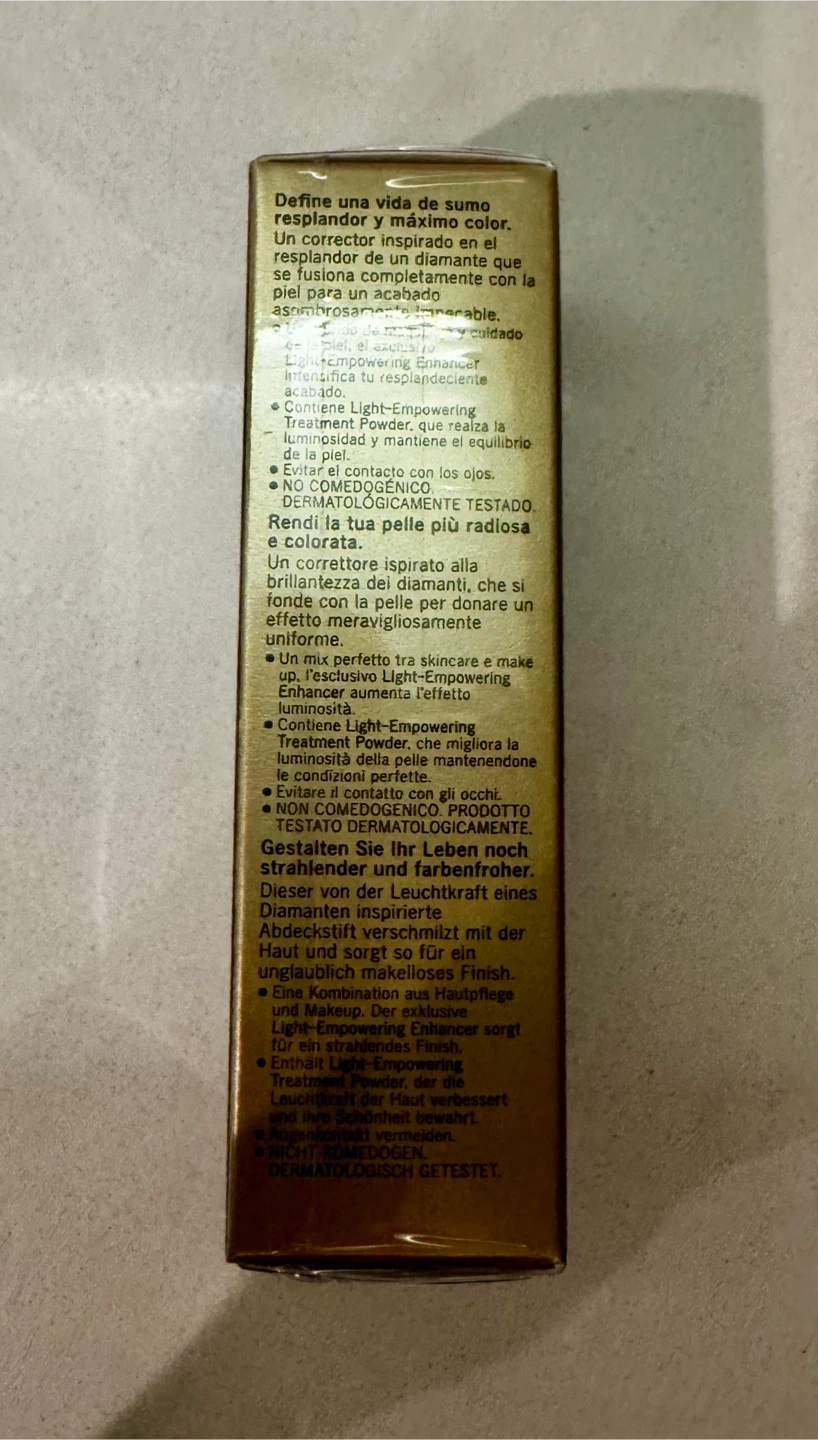 Define una vida de sumo
resplandor y máximo color.
Un corrector inspirado en el
resplandor de un diamante que
se fusiona completamente con la
piel para un acabado
asombrosamente impecable.
y cuidado
piel, el exclusivo
Light-Empowering Enhancer
intensifica tu resplandeciente
acabado.
● Contiene Light-Empowering
Treatment Powder, que realza la
luminosidad y mantiene el equilibrio
de la piel.
● Evitar el contacto con los ojos.
● NO COMEDOGÉNICO.
DERMATOLÓGICAMENTE TESTADO.
Rendi la tua pelle più radiosa
e colorata.
Un correttore ispirato alla
brillantezza dei diamanti, che si
fonde con la pelle per donare un
effetto meravigliosamente
uniforme.
● Un mix perfetto tra skincare e make
up, l'esclusivo Light-Empowering
Enhancer aumenta l'effetto
luminosità.
● Contiene Light-Empowering
Treatment Powder, che migliora la
luminosità della pelle mantenendone
le condizioni perfette.
● Evitare il contatto con gli occhi.
● NON COMEDOGENICO. PRODOTTO
TESTATO DERMATOLOGICAMENTE.
Gestalten Sie Ihr Leben noch
strahlender und farbenfroher.
Dieser von der Leuchtkraft eines
Diamanten inspirierte
Abdeckstift verschmilzt mit der
Haut und sorgt so für ein
unglaublich makelloses Finish.
● Eine Kombination aus Hautpflege
und Makeup. Der exklusive
Light-Empowering Enhancer sorgt
für ein strahlendes Finish.
● Enthält Light-Empowering
Treatment Powder, der die
Leuchtkraft der Haut verbessert
und ihre Schönheit bewahrt.
● Augenkontakt vermeiden.
● NICHT KOMEDOGEN.
DERMATOLOGISCH GETESTET.